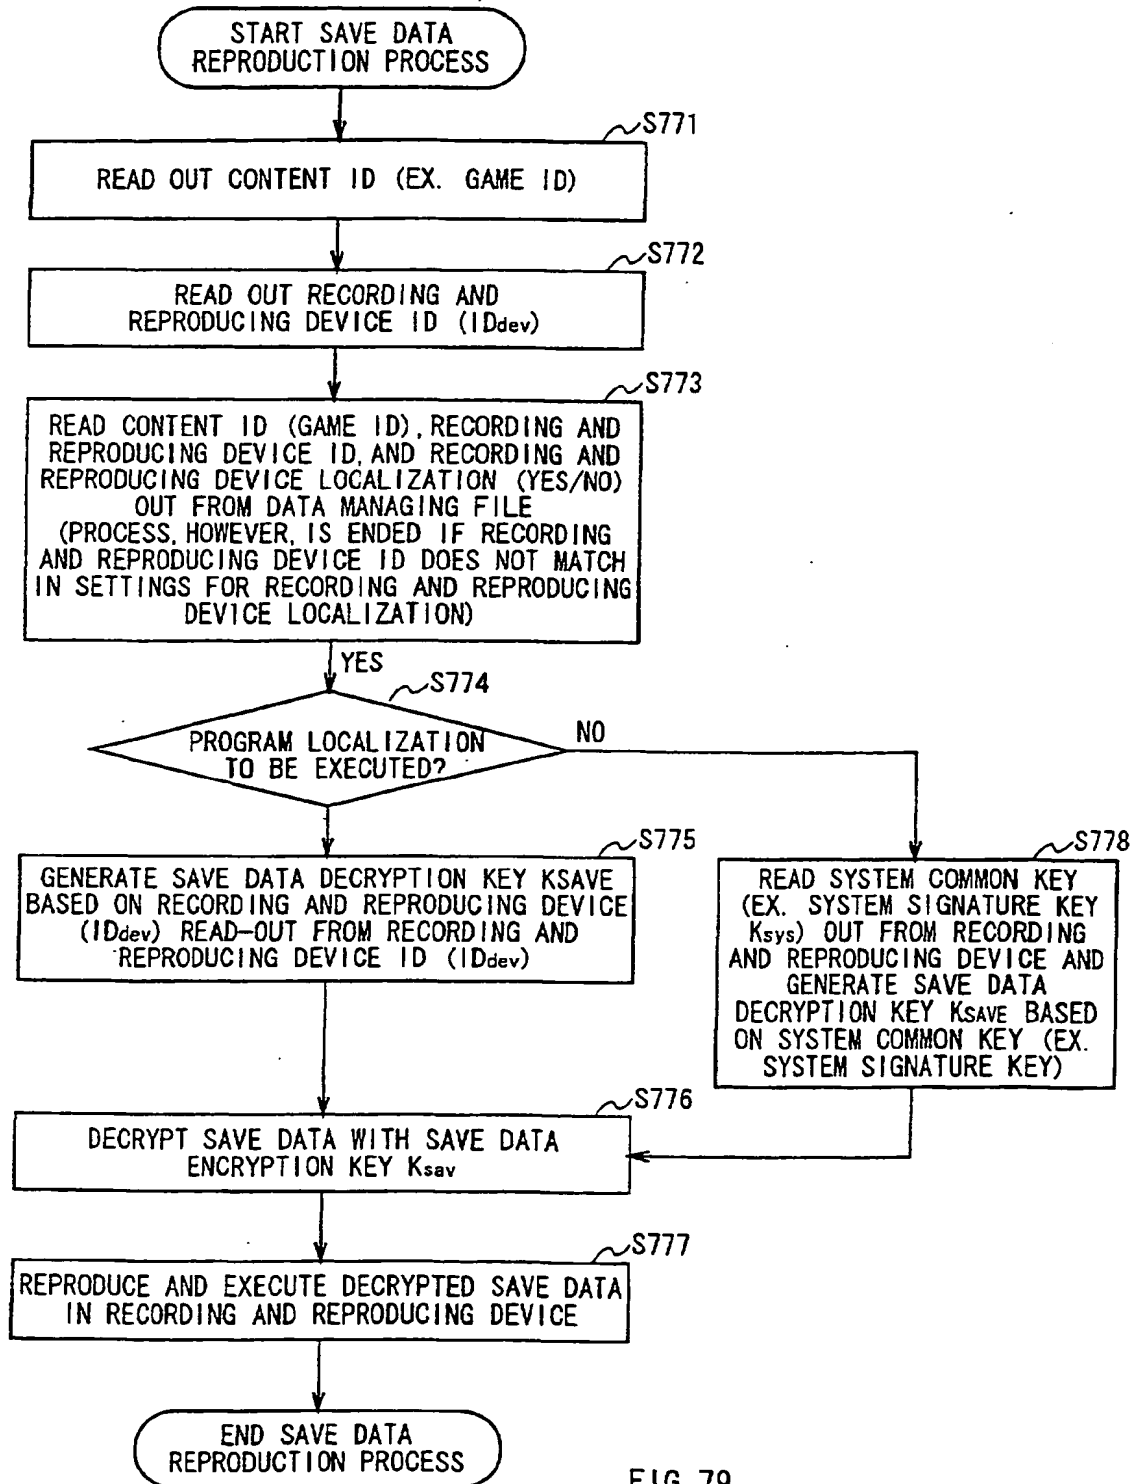 START SAVE DATA
REPRODUCTION PROCESS
S771
READ OUT CONTENT ID (EX. GAME ID)
S772
READ OUT RECORDING AND
REPRODUCING DEVICE ID (IDdev)
S773
READ CONTENT ID (GAME ID), RECORDING AND
REPRODUCING DEVICE ID, AND RECORDING AND
REPRODUCING DEVICE LOCALIZATION (YES/NO)
OUT FROM DATA MANAGING FILE
(PROCESS, HOWEVER, IS ENDED IF RECORDING
AND REPRODUCING DEVICE ID DOES NOT MATCH
IN SETTINGS FOR RECORDING AND REPRODUCING
DEVICE LOCALIZATION)
YES
S774
PROGRAM LOCALIZATION
TO BE EXECUTED?
NO
S775
GENERATE SAVE DATA DECRYPTION KEY KSAVE
BASED ON RECORDING AND REPRODUCING DEVICE
(IDdev) READ-OUT FROM RECORDING AND
REPRODUCING DEVICE ID (IDdev)
S778
READ SYSTEM COMMON KEY
(EX. SYSTEM SIGNATURE KEY
Ksys) OUT FROM RECORDING
AND REPRODUCING DEVICE AND
GENERATE SAVE DATA
DECRYPTION KEY KSAVE BASED
ON SYSTEM COMMON KEY (EX.
SYSTEM SIGNATURE KEY)
S776
DECRYPT SAVE DATA WITH SAVE DATA
ENCRYPTION KEY Ksav
S777
REPRODUCE AND EXECUTE DECRYPTED SAVE DATA
IN RECORDING AND REPRODUCING DEVICE
END SAVE DATA
REPRODUCTION PROCESS
FIG. 79